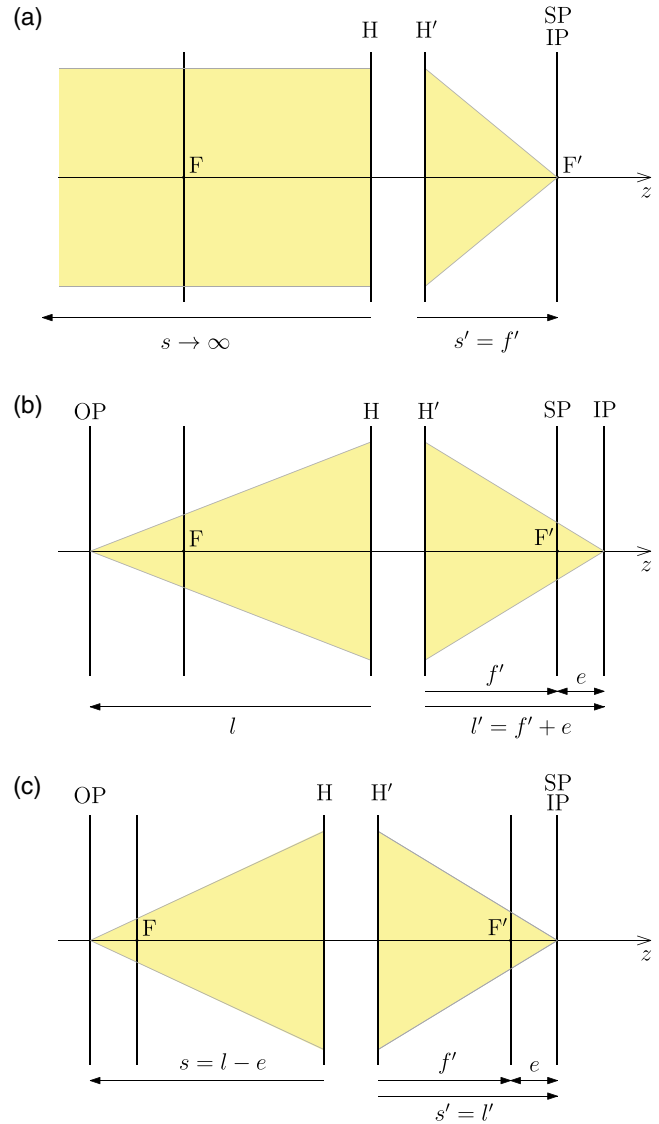 (a)
SP
H H′ IP
F F′
z
s → ∞ s′ = f′
(b)
OP H H′ SP IP
F F′
z
f′ e
l l′ = f′ + e
(c)
SP
OP H H′ IP
F F′
z
s = l − e f′ e
s′ = l′